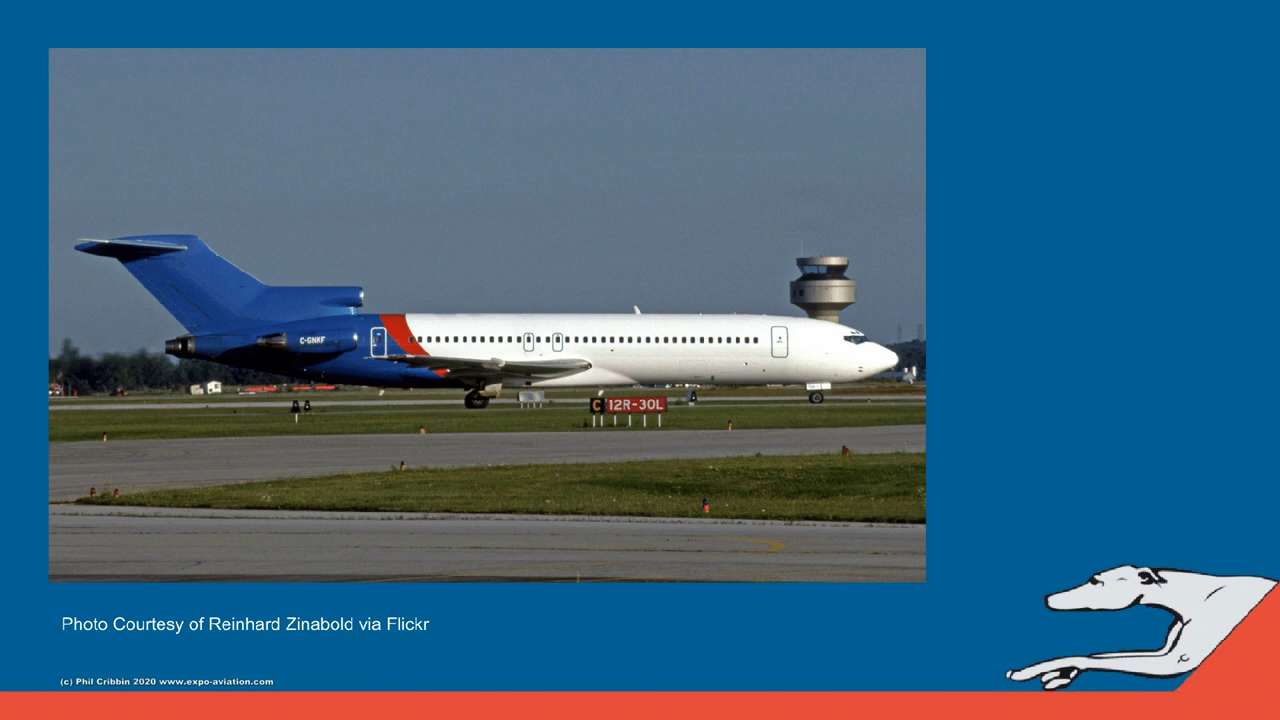 C-GNKF
C 12R-30L
Photo Courtesy of Reinhard Zinabold via Flickr
(c) Phil Cribbin 2020 www.expo-aviation.com